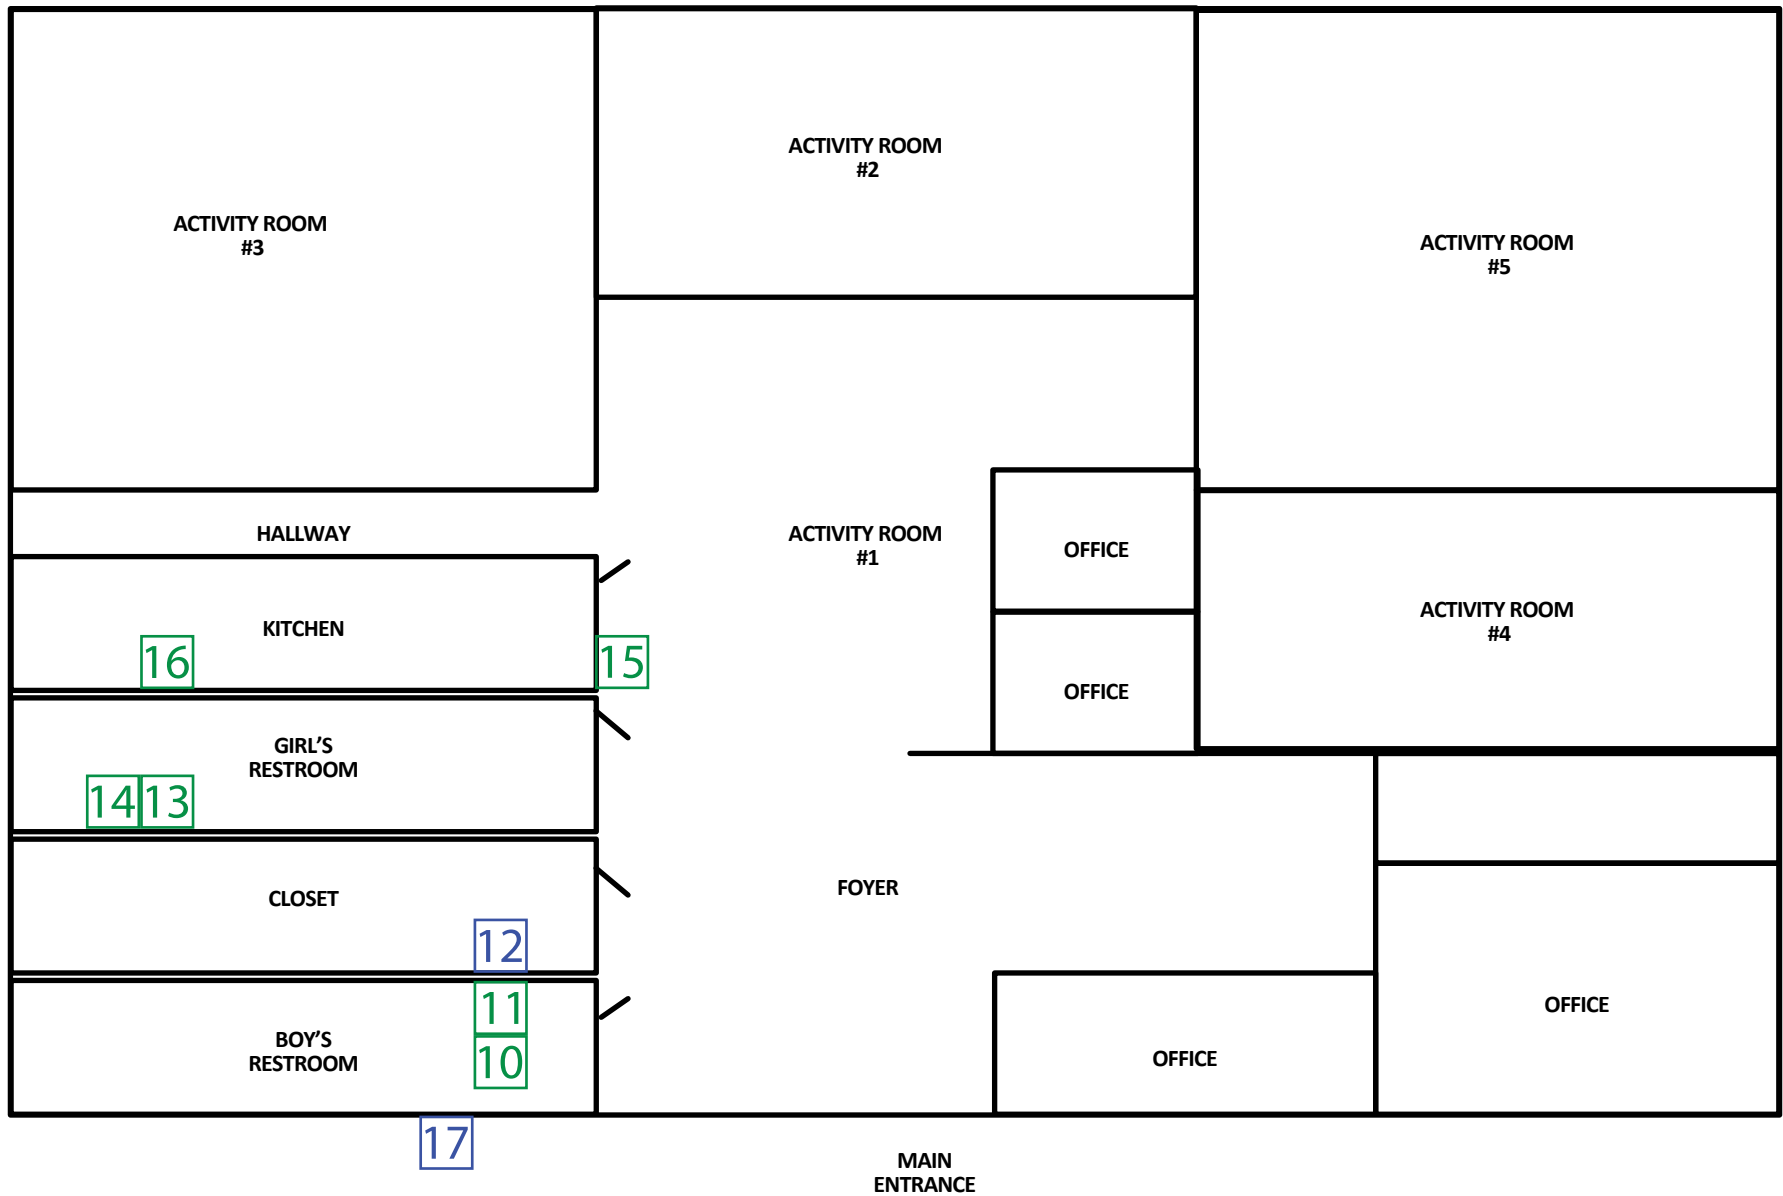 ACTIVITY ROOM
#2
ACTIVITY ROOM
#3
ACTIVITY ROOM
#5
HALLWAY
ACTIVITY ROOM
#1
OFFICE
ACTIVITY ROOM
#4
KITCHEN
16
15
OFFICE
GIRL'S
RESTROOM
14
13
CLOSET
FOYER
12
11
BOY'S
RESTROOM
10
OFFICE
OFFICE
17
MAIN
ENTRANCE